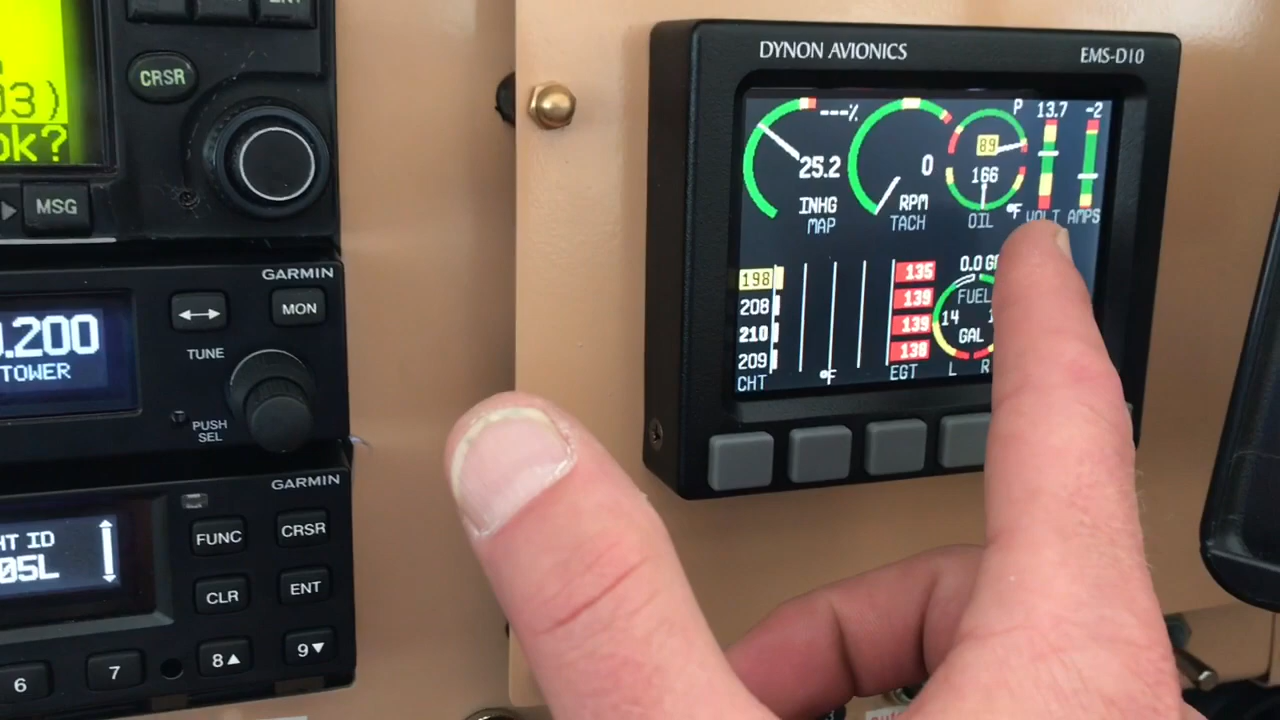 ENT
CRSR
03)
ok?
MSG
GARMIN
MON
TUNE
.200
TOWER
PUSH
SEL
GARMIN
HT ID
05L
FUNC
CRSR
CLR
ENT
6
7
8▲
9▼
DYNON AVIONICS
EMS-D10
---%
25.2
INHG
MAP
0
RPM
TACH
P
89
166
°F
OIL
13.7
VOLT
-2
AMPS
198
208
210
209
CHT
°F
135
139
139
138
EGT
0.0 G
FUEL
14
GAL
L
R